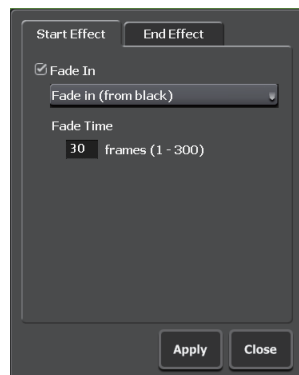 Start Effect End Effect
Fade In
Fade in (from black)
Fade Time
30 frames (1 - 300)
Apply Close